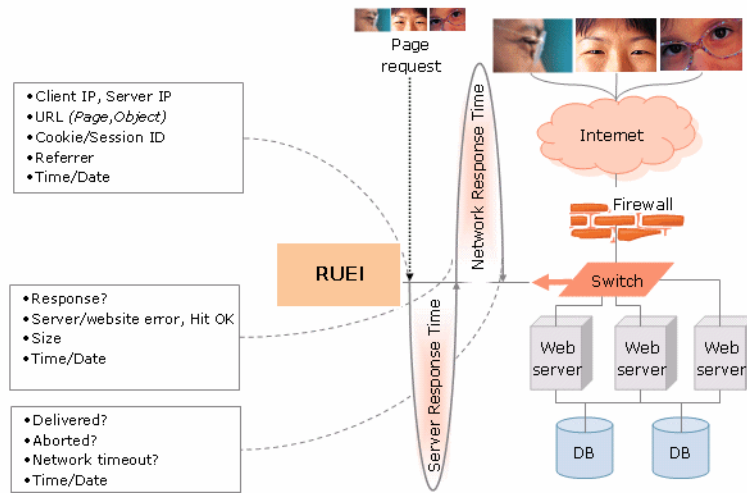 Page
request
• Client IP, Server IP
• URL (Page,Object)
• Cookie/Session ID
• Referrer
• Time/Date
Network Response Time
Internet
Firewall
RUEI
Switch
• Response?
• Server/website error, Hit OK
• Size
• Time/Date
Server Response Time
Web
server
Web
server
Web
server
• Delivered?
• Aborted?
• Network timeout?
• Time/Date
DB
DB